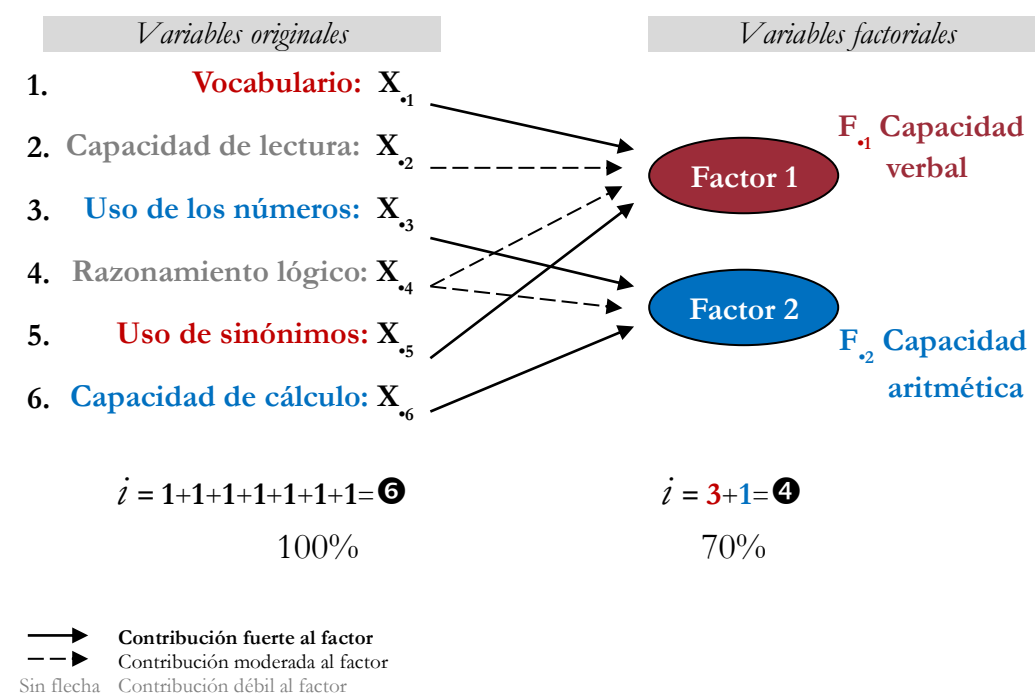 Variables originales
Variables factoriales
1. Vocabulario: X•1
2. Capacidad de lectura: X•2
3. Uso de los números: X•3
4. Razonamiento lógico: X•4
5. Uso de sinónimos: X•5
6. Capacidad de cálculo: X•6
Factor 1
F•1 Capacidad
verbal
Factor 2
F•2 Capacidad
aritmética
i = 1+1+1+1+1+1+1=❻
i = 3+1=❹
100%
70%
Contribución fuerte al factor
Contribución moderada al factor
Sin flecha Contribución débil al factor